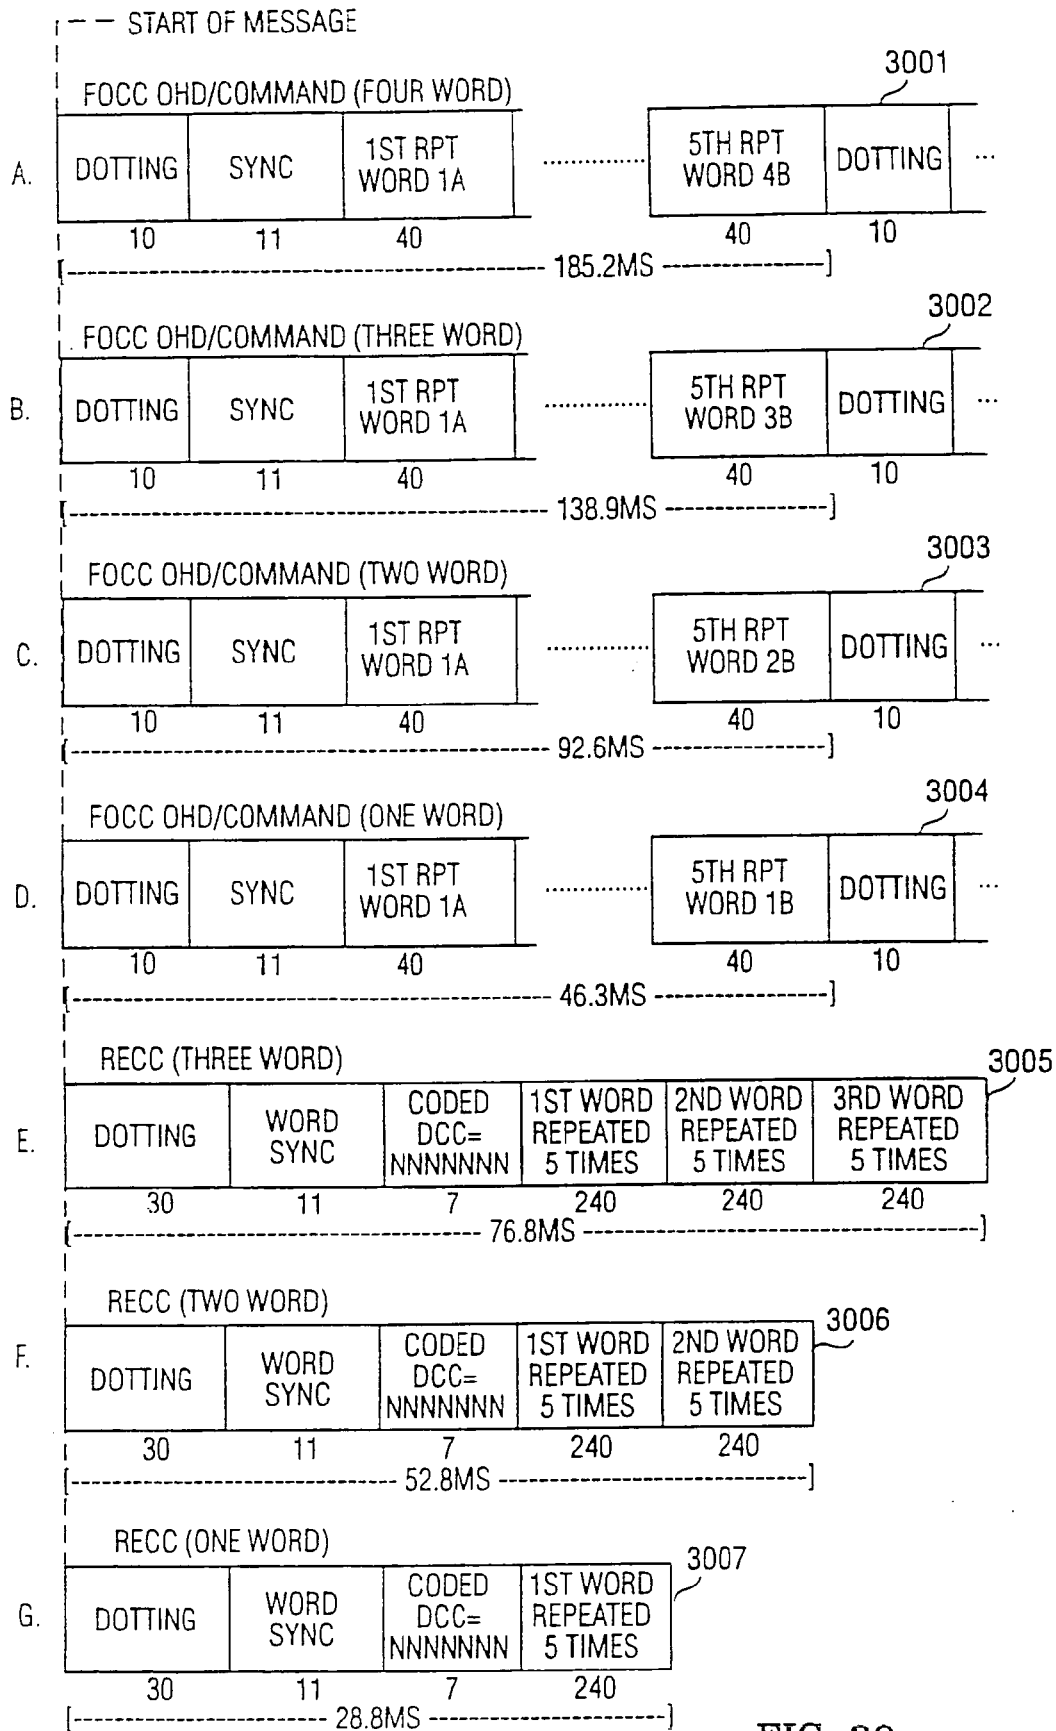 START OF MESSAGE
FOCC OHD/COMMAND (FOUR WORD)
3001
A.
DOTTING
SYNC
1ST RPT
WORD 1A
5TH RPT
WORD 4B
DOTTING
...
10 11 40 40 10
185.2MS
FOCC OHD/COMMAND (THREE WORD)
3002
B.
DOTTING
SYNC
1ST RPT
WORD 1A
5TH RPT
WORD 3B
DOTTING
...
10 11 40 40 10
138.9MS
FOCC OHD/COMMAND (TWO WORD)
3003
C.
DOTTING
SYNC
1ST RPT
WORD 1A
5TH RPT
WORD 2B
DOTTING
...
10 11 40 40 10
92.6MS
FOCC OHD/COMMAND (ONE WORD)
3004
D.
DOTTING
SYNC
1ST RPT
WORD 1A
5TH RPT
WORD 1B
DOTTING
...
10 11 40 40 10
46.3MS
RECC (THREE WORD)
3005
E.
DOTTING
WORD
SYNC
CODED
DCC=
NNNNNNN
1ST WORD
REPEATED
5 TIMES
2ND WORD
REPEATED
5 TIMES
3RD WORD
REPEATED
5 TIMES
30 11 7 240 240 240
76.8MS
RECC (TWO WORD)
3006
F.
DOTTING
WORD
SYNC
CODED
DCC=
NNNNNNN
1ST WORD
REPEATED
5 TIMES
2ND WORD
REPEATED
5 TIMES
30 11 7 240 240
52.8MS
RECC (ONE WORD)
3007
G.
DOTTING
WORD
SYNC
CODED
DCC=
NNNNNNN
1ST WORD
REPEATED
5 TIMES
30 11 7 240
28.8MS